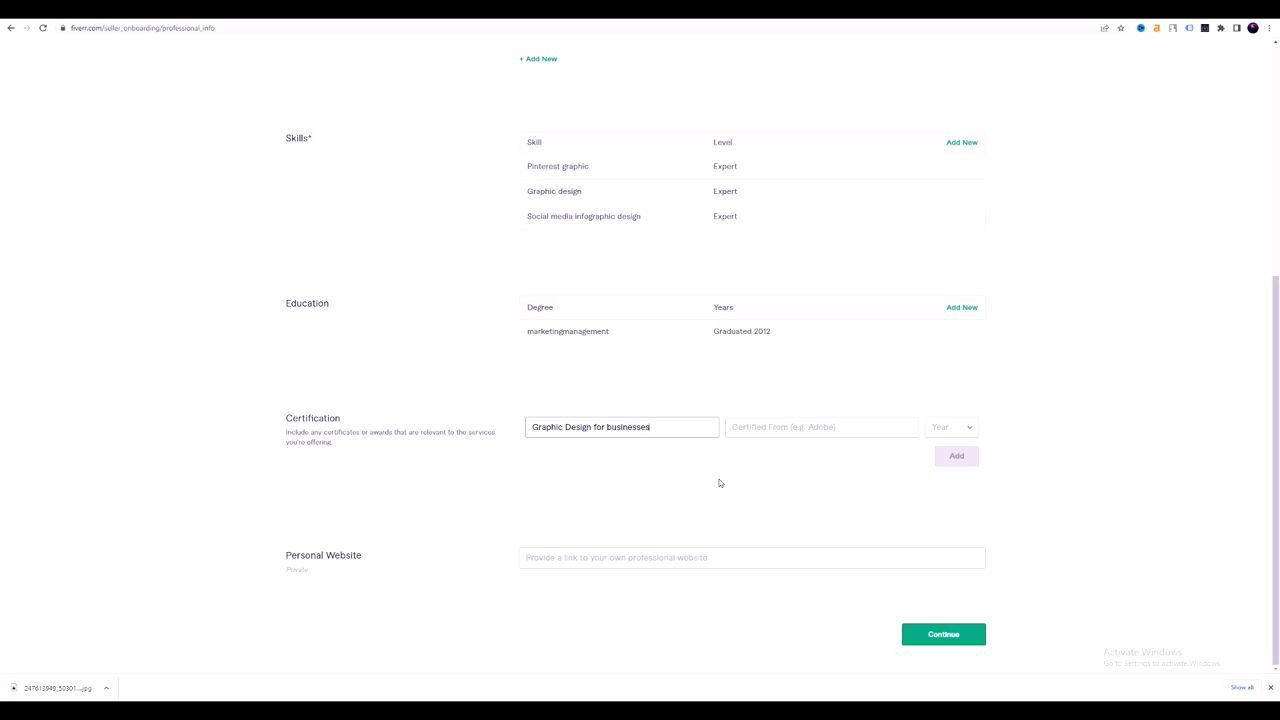 fiverr.com/seller_onboarding/professional_info
+ Add New
Skills*
Skill Level Add New
Pinterest graphic Expert
Graphic design Expert
Social media infographic design Expert
Education
Degree Years Add New
marketingmanagement Graduated 2012
Certification
Include any certificates or awards that are relevant to the services
you're offering.
Graphic Design for businesses Certified From (e.g. Adobe) Year
Add
Personal Website
Private
Provide a link to your own professional website
Continue
Activate Windows
Go to Settings to activate Windows.
247613949_50301....jpg
Show all